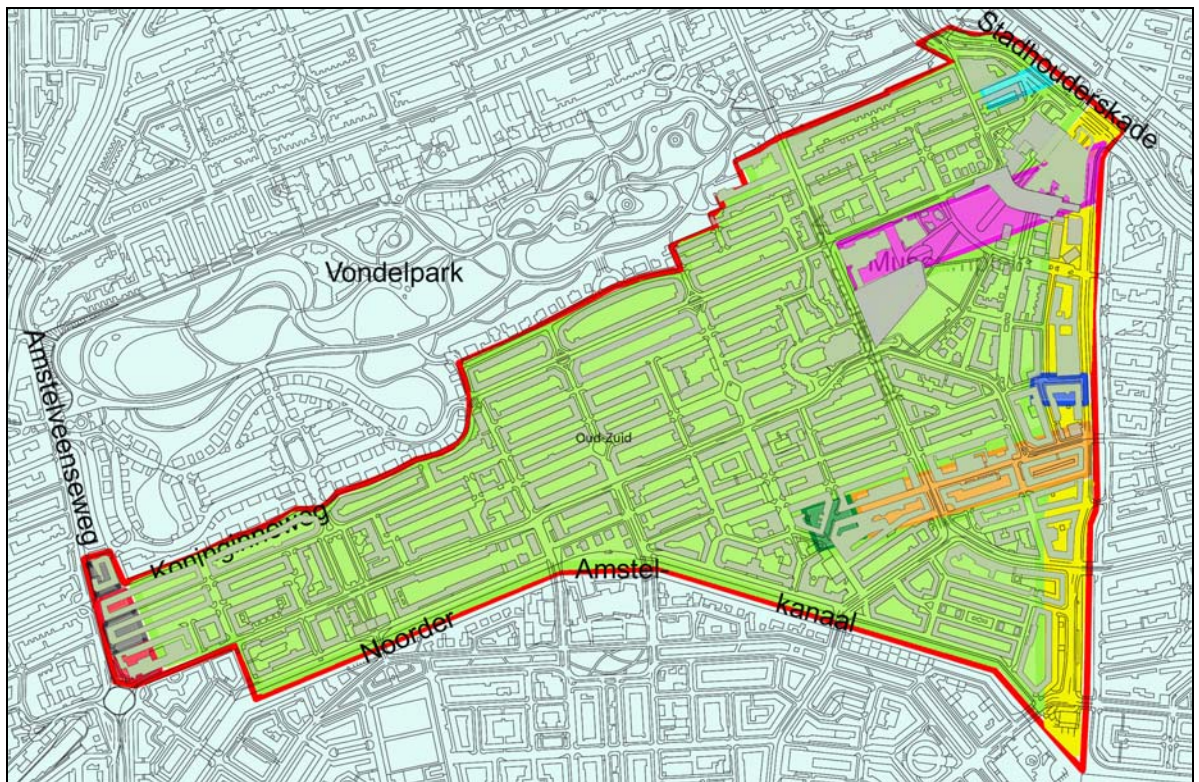 Stadhouderskade
Vondelpark
Amstelveenseweg
Oud-Zuid
Koninginneweg
Noorder
Amstel-
kanaal